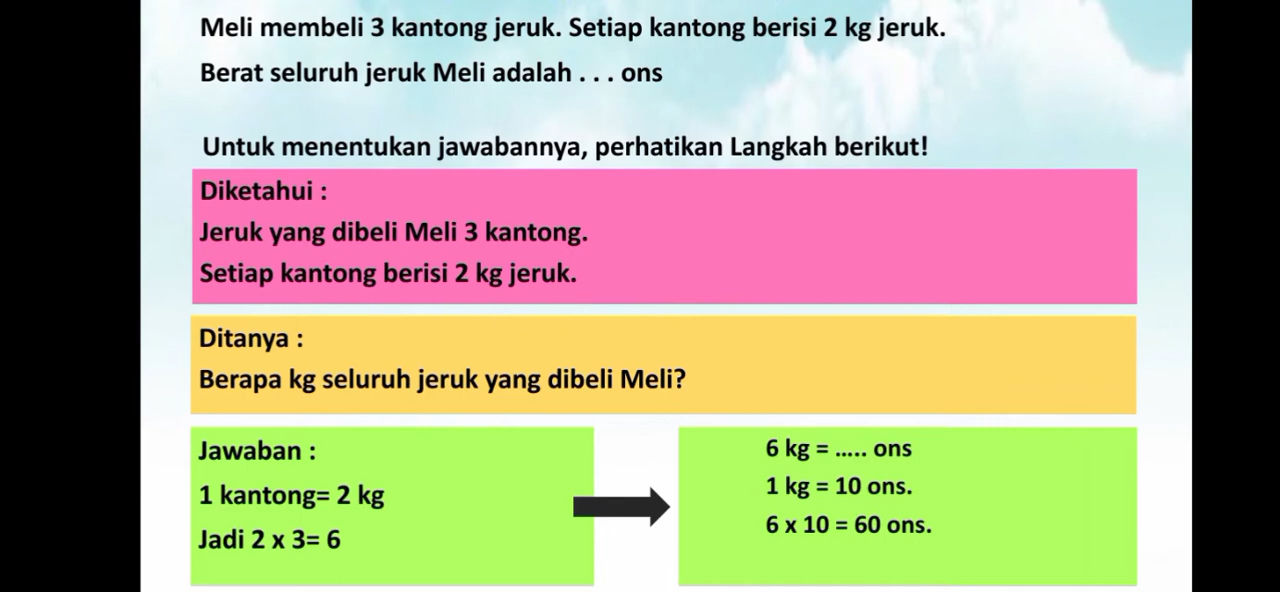 Meli membeli 3 kantong jeruk. Setiap kantong berisi 2 kg jeruk.
Berat seluruh jeruk Meli adalah . . . ons
Untuk menentukan jawabannya, perhatikan Langkah berikut!
Diketahui :
Jeruk yang dibeli Meli 3 kantong.
Setiap kantong berisi 2 kg jeruk.
Ditanya :
Berapa kg seluruh jeruk yang dibeli Meli?
Jawaban :
1 kantong= 2 kg
Jadi 2 x 3= 6
6 kg = ..... ons
1 kg = 10 ons.
6 x 10 = 60 ons.